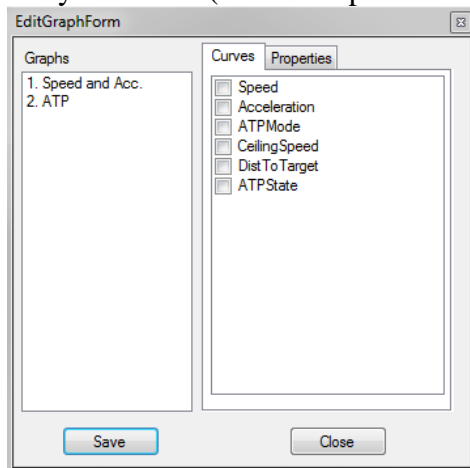 EditGraphForm
Graphs
1. Speed and Acc.
2. ATP
Curves Properties
Speed
Acceleration
ATPMode
CeilingSpeed
DistToTarget
ATPState
Save Close